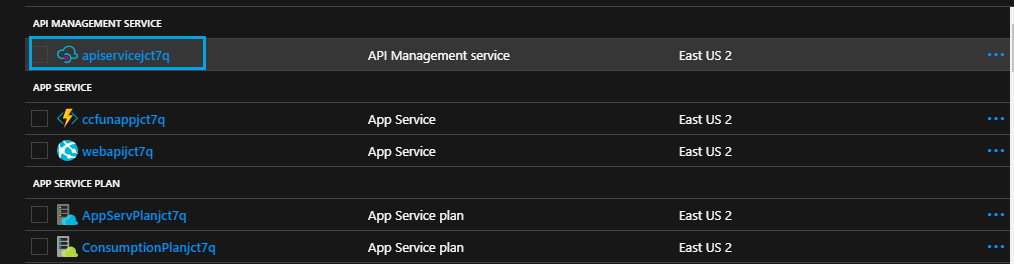 API MANAGEMENT SERVICE
apiservicejct7q API Management service East US 2
APP SERVICE
ccfunappjct7q App Service East US 2
webapijct7q App Service East US 2
APP SERVICE PLAN
AppServPlanjct7q App Service plan East US 2
ConsumptionPlanjct7q App Service plan East US 2